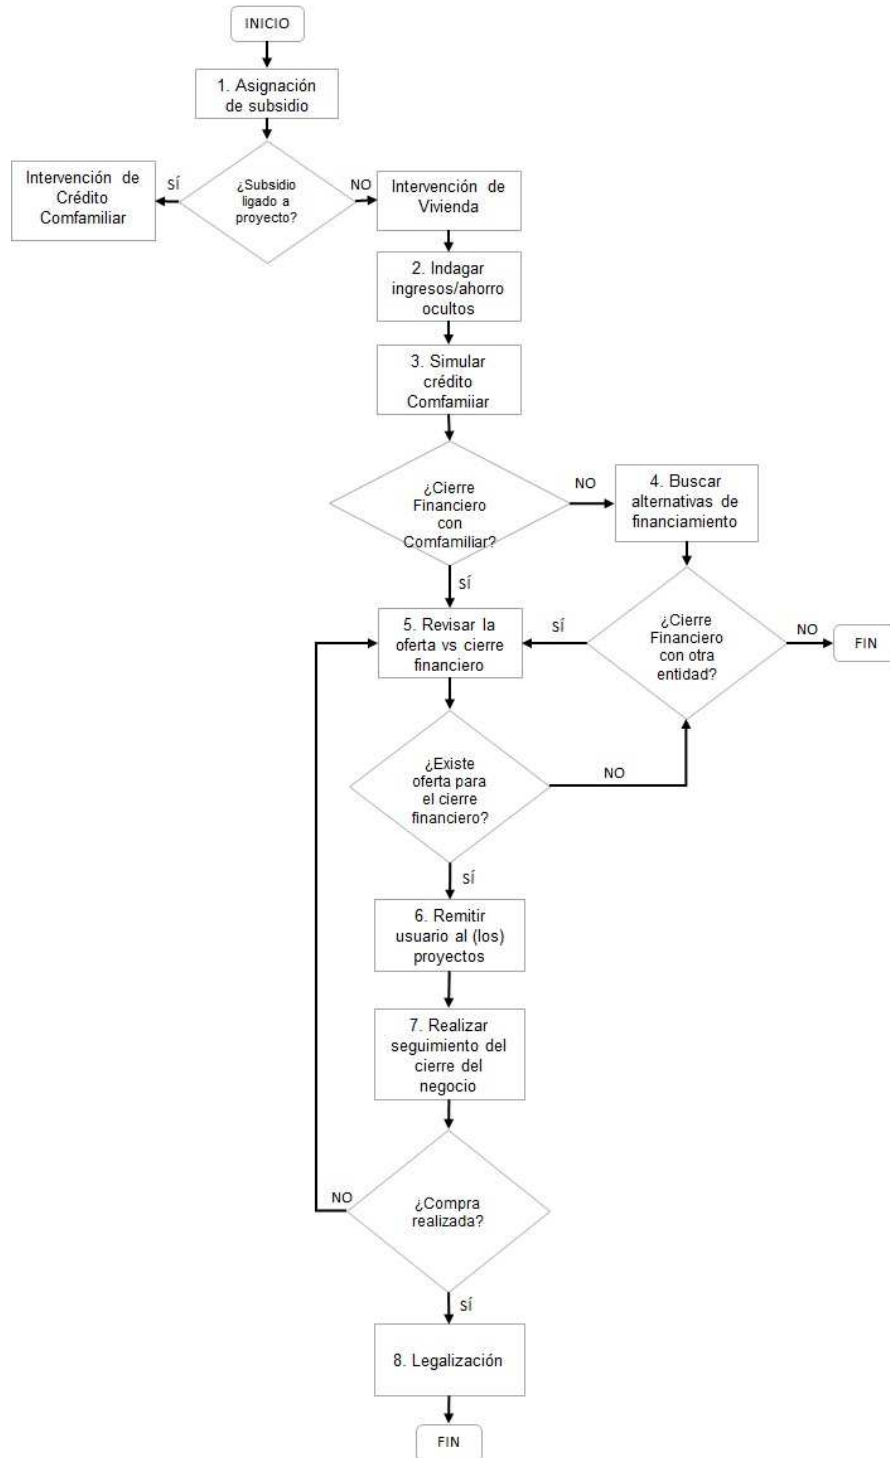 INICIO
1. Asignación
de subsidio
Intervención de
Crédito
Comfamiliar
SÍ
¿Subsidio
ligado a
proyecto?
NO
Intervención de
Vivienda
2. Indagar
ingresos/ahorro
ocultos
3. Simular
crédito
Comfamiiar
¿Cierre
Financiero
con
Comfamiliar?
NO
4. Buscar
alternativas de
financiamiento
SÍ
5. Revisar la
oferta vs cierre
financiero
SÍ
¿Cierre
Financiero
con otra
entidad?
NO
FIN
¿Existe
oferta para
el cierre
financiero?
NO
SÍ
6. Remitir
usuario al (los)
proyectos
7. Realizar
seguimiento del
cierre del
negocio
NO
¿Compra
realizada?
SÍ
8. Legalización
FIN